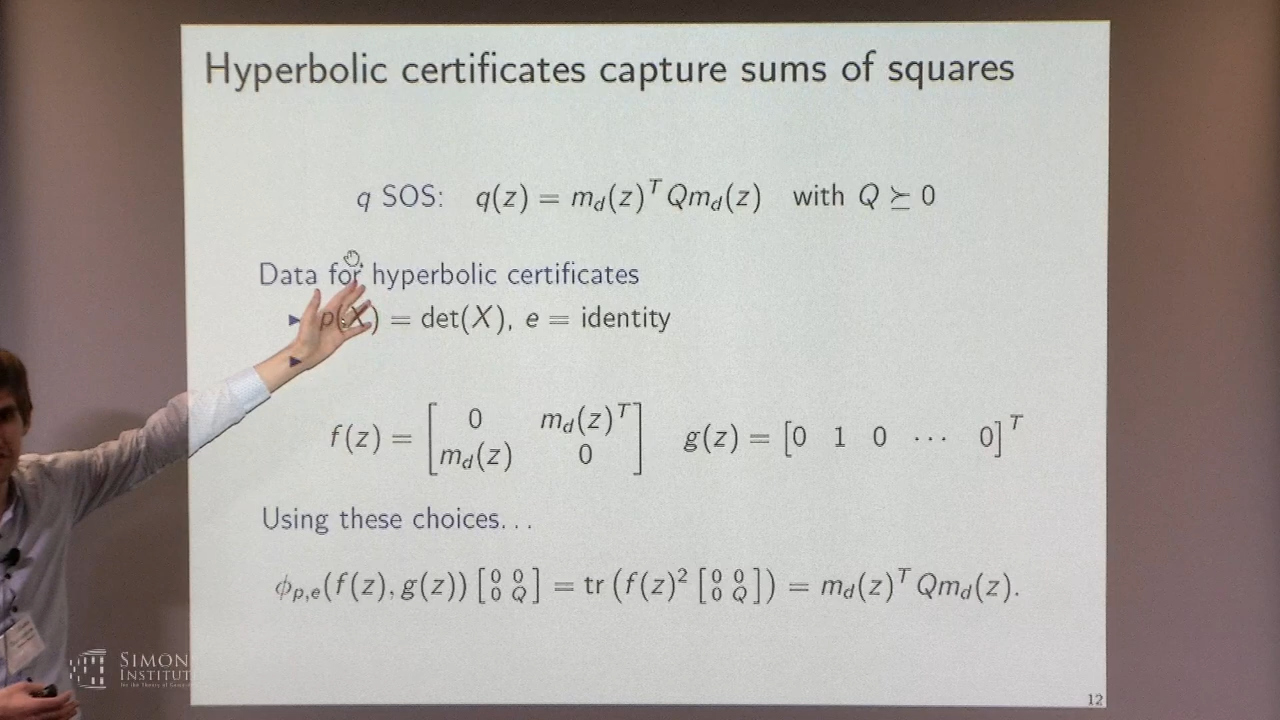 Hyperbolic certificates capture sums of squares
q SOS: q(z) = m_d(z)^T Q m_d(z) with Q ⪰ 0
Data for hyperbolic certificates
▶ p(X) = det(X), e = identity
▶
f(z) = [0 m_d(z)^T; m_d(z) 0] g(z) = [0 1 0 ⋯ 0]^T
Using these choices...
ϕ_{p,e}(f(z), g(z)) [0 0; 0 Q] = tr(f(z)^2 [0 0; 0 Q]) = m_d(z)^T Q m_d(z).
SIMON
INSTITUT
12